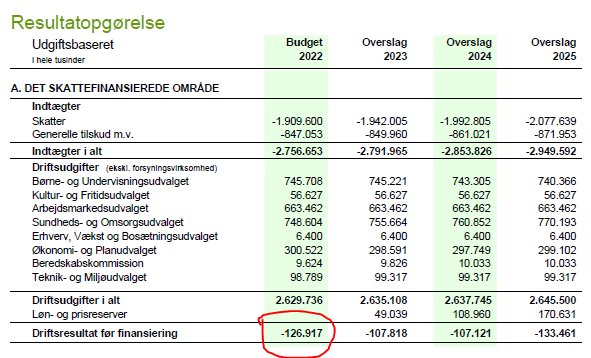 Resultatopgørelse
Udgiftsbaseret Budget Overslag Overslag Overslag
I hele tusinder 2022 2023 2024 2025
A. DET SKATTEFINANSIEREDE OMRÅDE
Indtægter
Skatter -1.909.600 -1.942.005 -1.992.805 -2.077.639
Generelle tilskud m.v. -847.053 -849.960 -861.021 -871.953
Indtægter i alt -2.756.653 -2.791.965 -2.853.826 -2.949.592
Driftsudgifter (ekskl. forsyningsvirksomhed)
Børne- og Undervisningsudvalget 745.708 745.221 743.305 740.366
Kultur- og Fritidsudvalget 56.627 56.627 56.627 56.627
Arbejdsmarkedsudvalget 663.462 663.462 663.462 663.462
Sundheds- og Omsorgsudvalget 748.604 755.664 760.852 770.193
Erhverv, Vækst og Bosætningsudvalget 6.400 6.400 6.400 6.400
Økonomi- og Planudvalget 300.522 298.591 297.749 299.102
Beredskabskommission 9.624 9.826 10.033 10.033
Teknik- og Miljøudvalget 98.789 99.317 99.317 99.317
Driftsudgifter i alt 2.629.736 2.635.108 2.637.745 2.645.500
Løn- og prisreserver 49.039 108.960 170.631
Driftsresultat før finansiering -126.917 -107.818 -107.121 -133.461